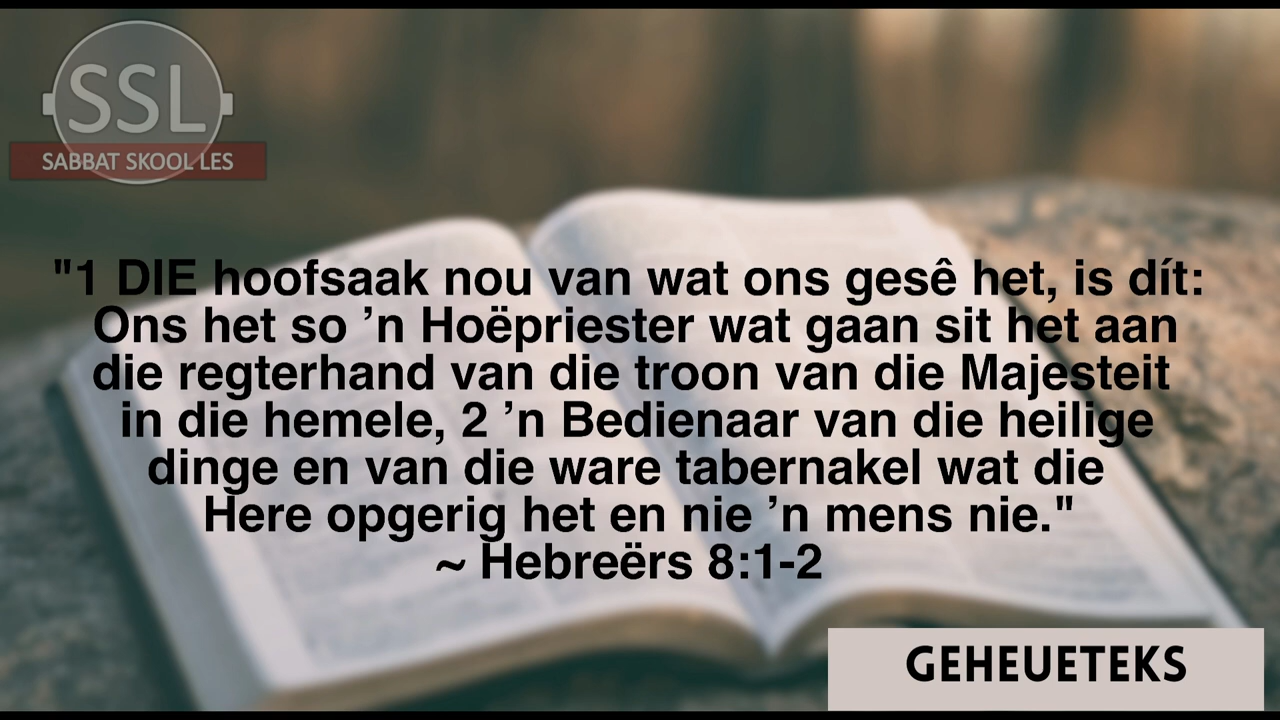 SSL
SABBAT SKOOL LES
"1 DIE hoofsaak nou van wat ons gesê het, is dít:
Ons het so ’n Hoëpriester wat gaan sit het aan
die regterhand van die troon van die Majesteit
in die hemele, 2 ’n Bedienaar van die heilige
dinge en van die ware tabernakel wat die
Here opgerig het en nie ’n mens nie."
~ Hebreërs 8:1-2
GEHEUETEKS